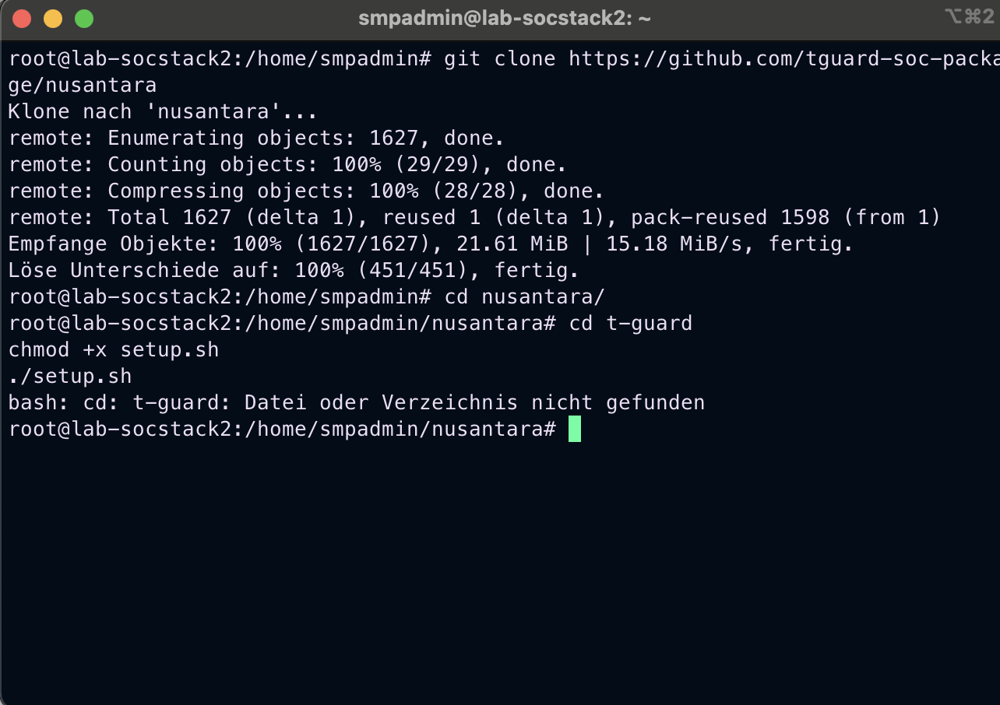 smpadmin@lab-socstack2: ~
⌥⌘2
root@lab-socstack2:/home/smpadmin# git clone https://github.com/tguard-soc-packa
ge/nusantara
Klone nach 'nusantara'...
remote: Enumerating objects: 1627, done.
remote: Counting objects: 100% (29/29), done.
remote: Compressing objects: 100% (28/28), done.
remote: Total 1627 (delta 1), reused 1 (delta 1), pack-reused 1598 (from 1)
Empfange Objekte: 100% (1627/1627), 21.61 MiB | 15.18 MiB/s, fertig.
Löse Unterschiede auf: 100% (451/451), fertig.
root@lab-socstack2:/home/smpadmin# cd nusantara/
root@lab-socstack2:/home/smpadmin/nusantara# cd t-guard
chmod +x setup.sh
./setup.sh
bash: cd: t-guard: Datei oder Verzeichnis nicht gefunden
root@lab-socstack2:/home/smpadmin/nusantara#